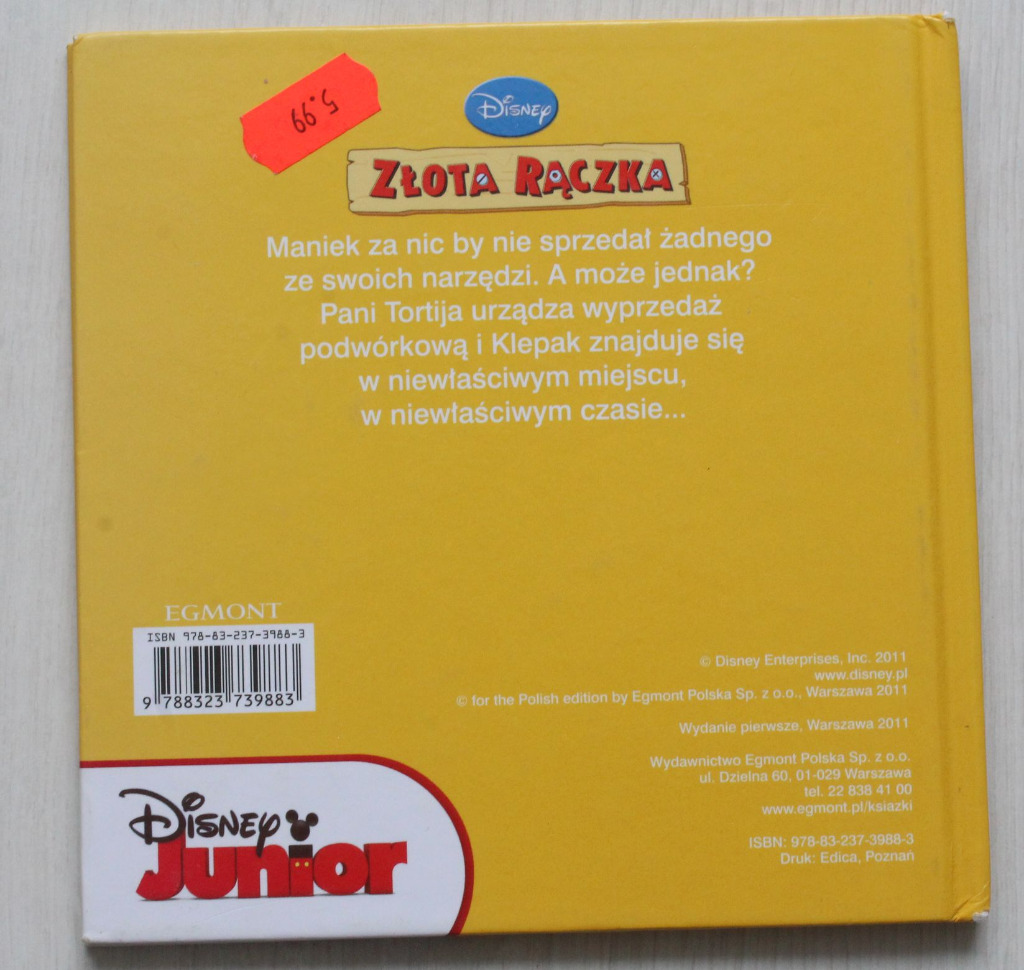 5.99
Disney
ZŁOTA RĄCZKA
Maniek za nic by nie sprzedał żadnego
ze swoich narzędzi. A może jednak?
Pani Tortija urządza wyprzedaż
podwórkową i Klepak znajduje się
w niewłaściwym miejscu,
w niewłaściwym czasie...
EGMONT
ISBN 978-83-237-3988-3
9 788323 739883
© Disney Enterprises, Inc. 2011
www.disney.pl
© for the Polish edition by Egmont Polska Sp. z o.o., Warszawa 2011
Wydanie pierwsze, Warszawa 2011
Wydawnictwo Egmont Polska Sp. z o.o.
ul. Dzielna 60, 01-029 Warszawa
tel. 22 838 41 00
www.egmont.pl/ksiazki
ISBN: 978-83-237-3988-3
Druk: Edica, Poznań
Disney
Junior